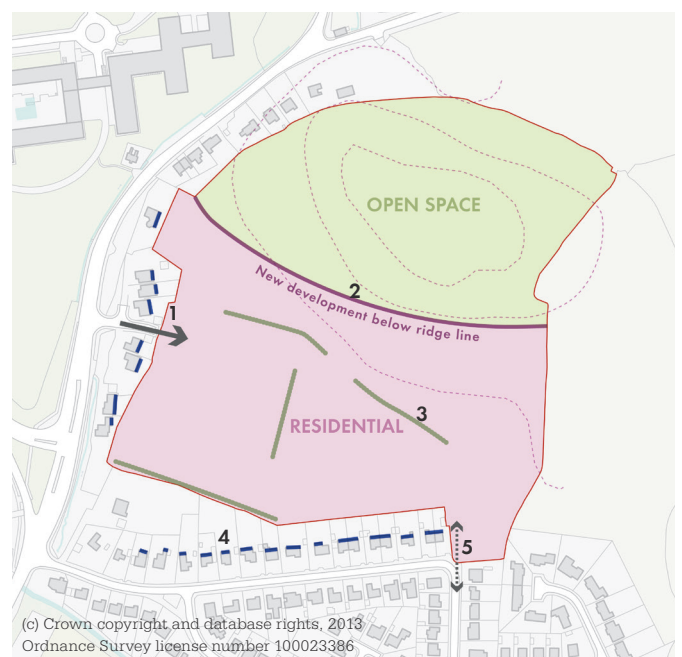 OPEN SPACE
2
New development below ridge line
1
3
RESIDENTIAL
4
5
(c) Crown copyright and database rights, 2013
Ordnance Survey license number 100023386